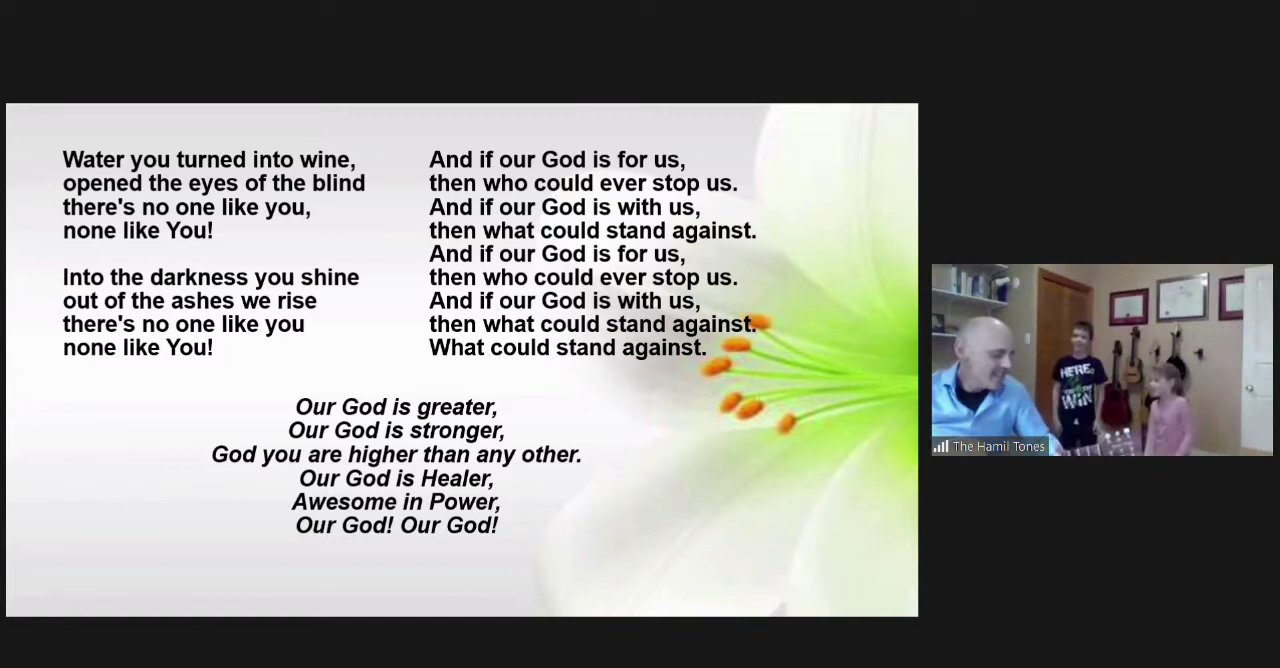 Water you turned into wine,
opened the eyes of the blind
there's no one like you,
none like You!
Into the darkness you shine
out of the ashes we rise
there's no one like you
none like You!
And if our God is for us,
then who could ever stop us.
And if our God is with us,
then what could stand against.
And if our God is for us,
then who could ever stop us.
And if our God is with us,
then what could stand against.
What could stand against.
Our God is greater,
Our God is stronger,
God you are higher than any other.
Our God is Healer,
Awesome in Power,
Our God! Our God!
HERE
WIN
The Hamil Tones